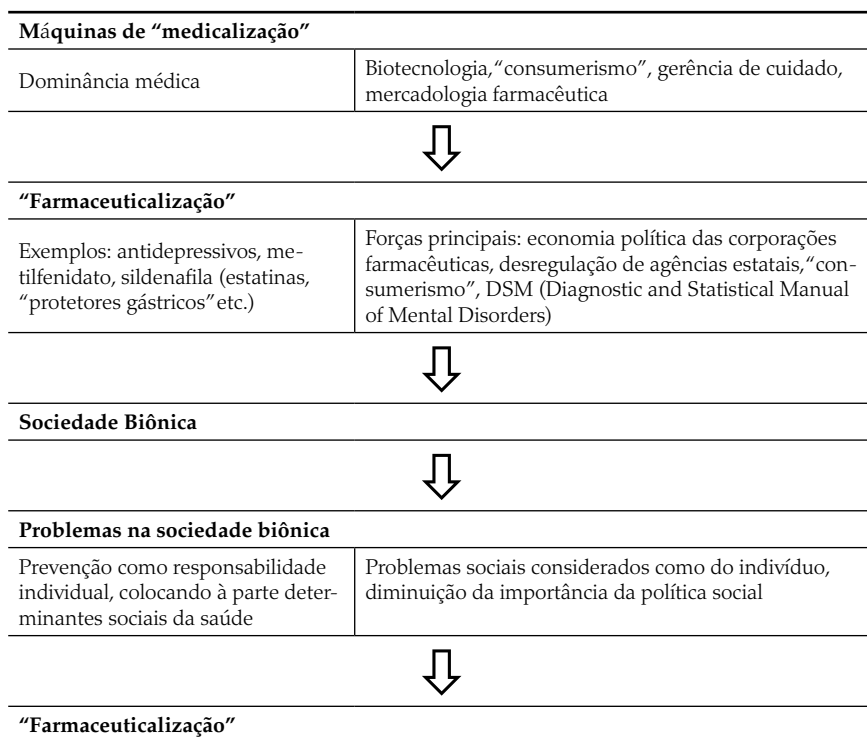 Máquinas de “medicalização”
Dominância médica
Biotecnologia,“consumerismo”, gerência de cuidado,
mercadologia farmacêutica
“Farmaceuticalização”
Exemplos: antidepressivos, me-
tilfenidato, sildenafila (estatinas,
“protetores gástricos” etc.)
Forças principais: economia política das corporações
farmacêuticas, desregulação de agências estatais,“con-
sumerismo”, DSM (Diagnostic and Statistical Manual
of Mental Disorders)
Sociedade Biônica
Problemas na sociedade biônica
Prevenção como responsabilidade
individual, colocando à parte deter-
minantes sociais da saúde
Problemas sociais considerados como do indivíduo,
diminuição da importância da política social
“Farmaceuticalização”